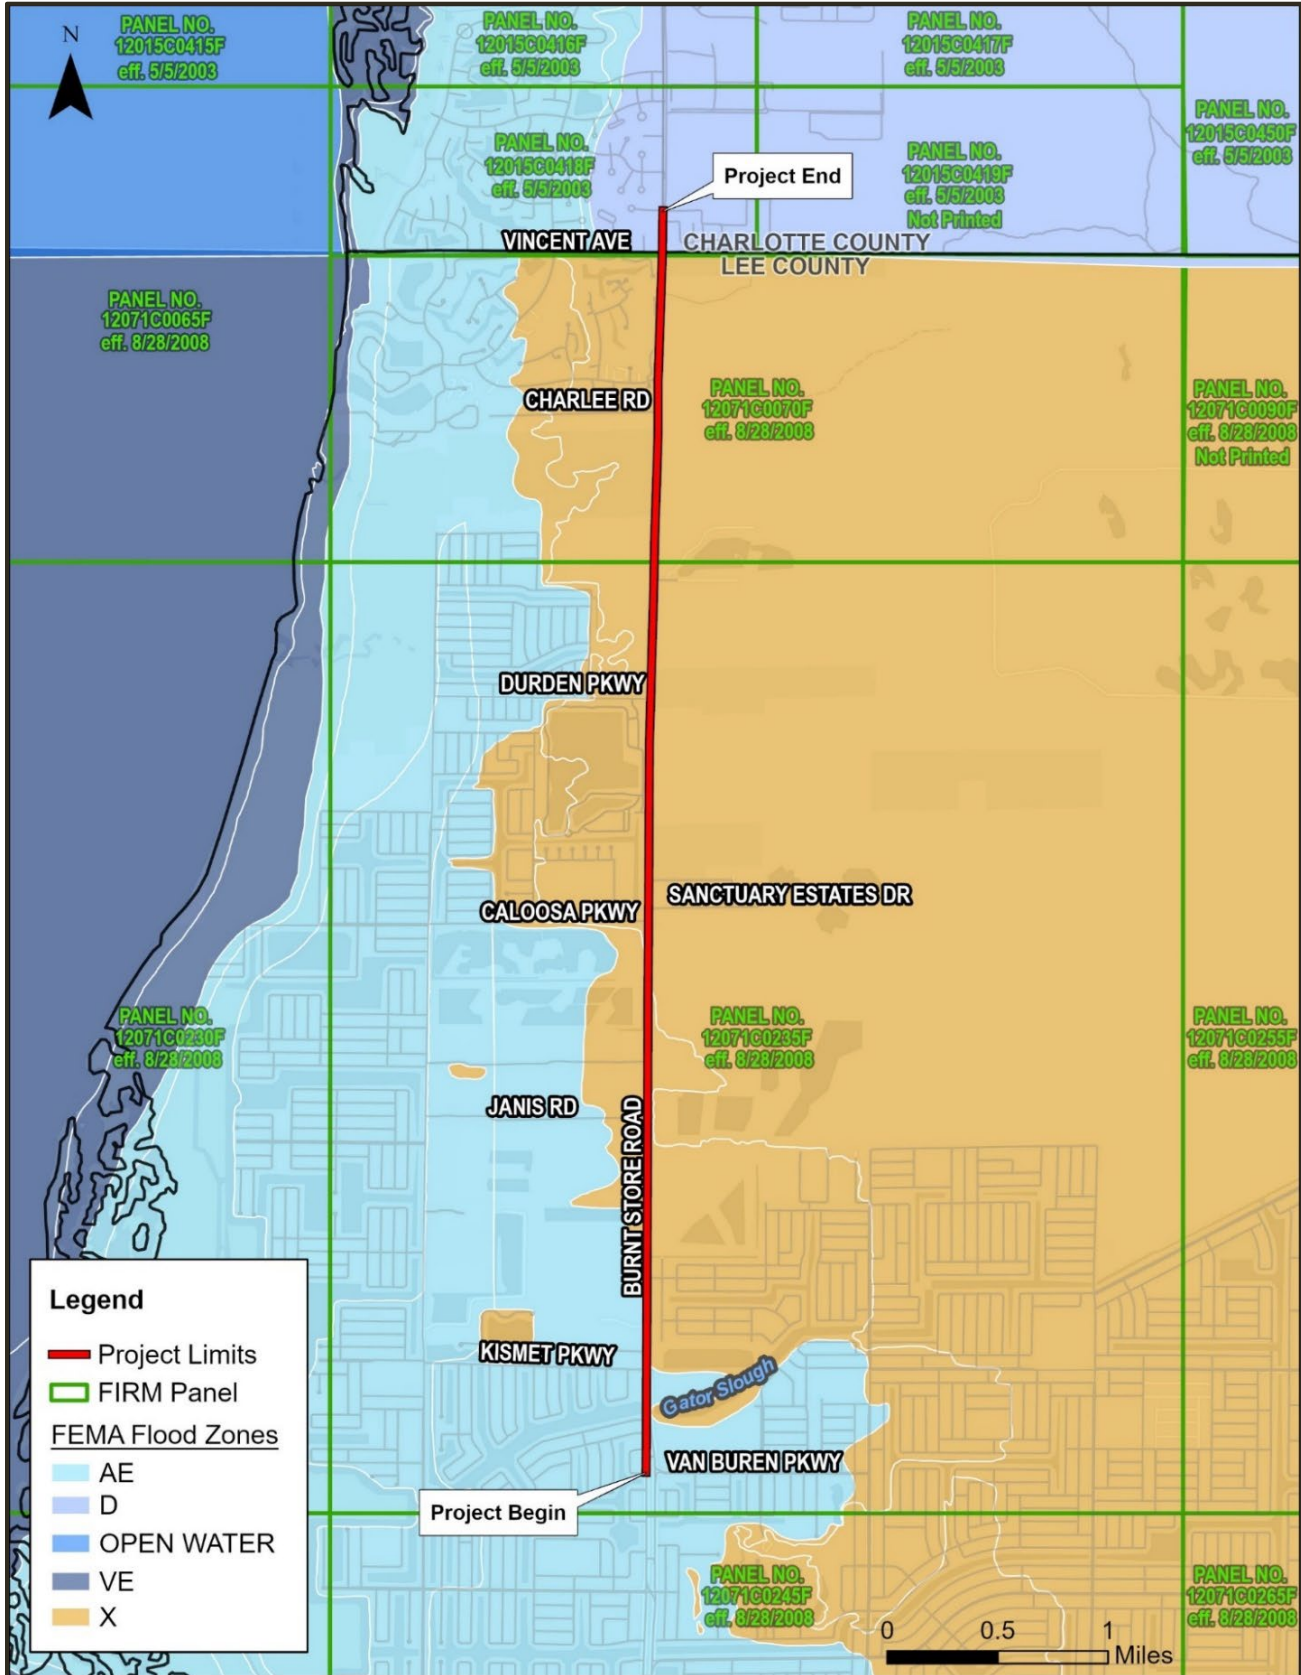 N
PANEL NO.
12015C0415F
eff. 5/5/2003
PANEL NO.
12015C0416F
eff. 5/5/2003
PANEL NO.
12015C0417F
eff. 5/5/2003
PANEL NO.
12015C0450F
eff. 5/5/2003
PANEL NO.
12015C0418F
eff. 5/5/2003
PANEL NO.
12015C0419F
eff. 5/5/2003
Not Printed
Project End
VINCENT AVE
CHARLOTTE COUNTY
LEE COUNTY
PANEL NO.
12071C0065F
eff. 8/28/2008
CHARLEE RD
PANEL NO.
12071C0070F
eff. 8/28/2008
PANEL NO.
12071C0090F
eff. 8/28/2008
Not Printed
DURDEN PKWY
SANCTUARY ESTATES DR
CALOOSA PKWY
PANEL NO.
12071C0230F
eff. 8/28/2008
PANEL NO.
12071C0235F
eff. 8/28/2008
PANEL NO.
12071C0255F
eff. 8/28/2008
JANIS RD
BURNT STORE ROAD
KISMET PKWY
Gator Slough
VAN BUREN PKWY
Project Begin
PANEL NO.
12071C0245F
eff. 8/28/2008
PANEL NO.
12071C0265F
eff. 8/28/2008
Legend
Project Limits
FIRM Panel
FEMA Flood Zones
AE
D
OPEN WATER
VE
X
0 0.5 1
Miles